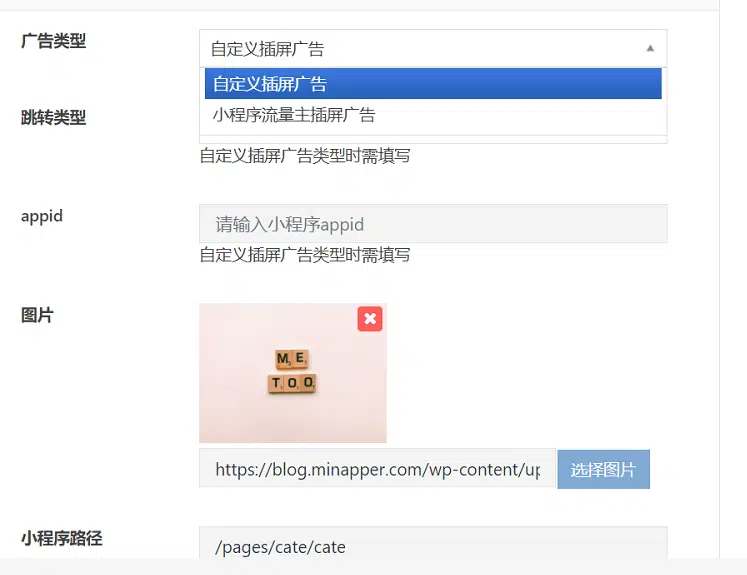 广告类型
自定义插屏广告
自定义插屏广告
小程序流量主插屏广告
跳转类型
自定义插屏广告类型时需填写
appid
请输入小程序appid
自定义插屏广告类型时需填写
图片
ME
TOO
https://blog.minapper.com/wp-content/up
选择图片
小程序路径
/pages/cate/cate